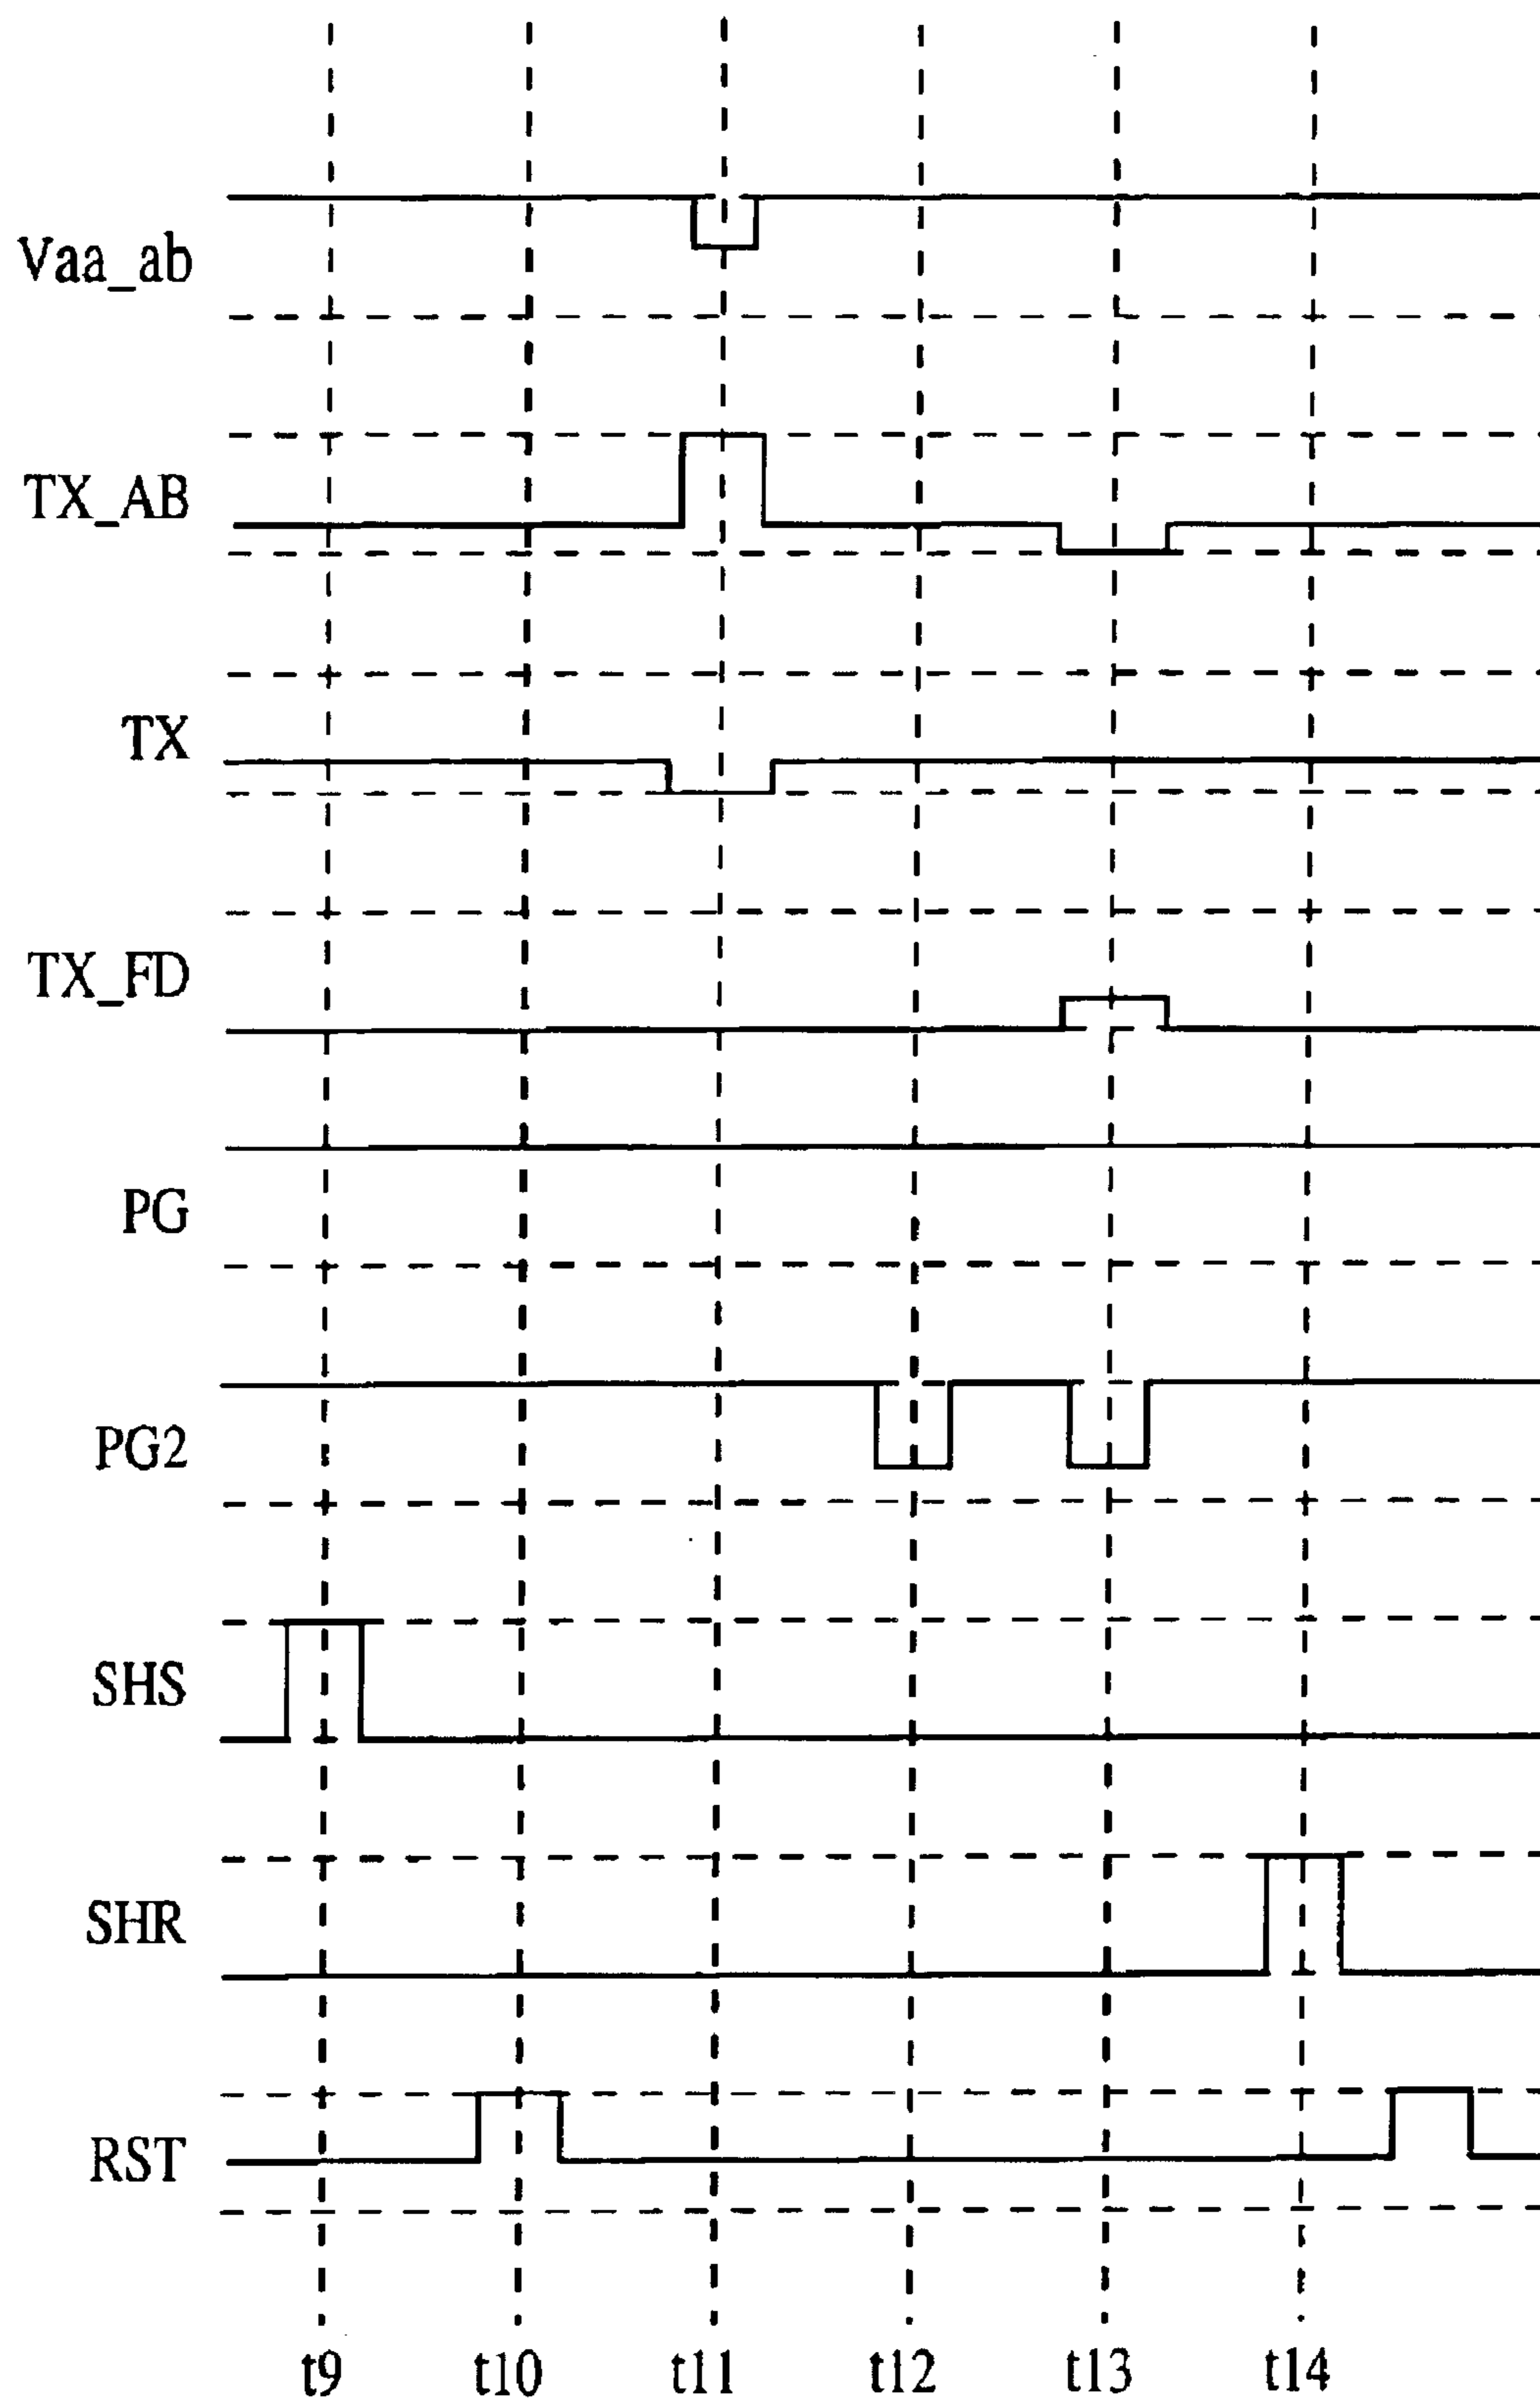 Vaa_ab
TX_AB
TX
TX_FD
PG
PG2
SHS
SHR
RST
t9 t10 t11 t12 t13 t14